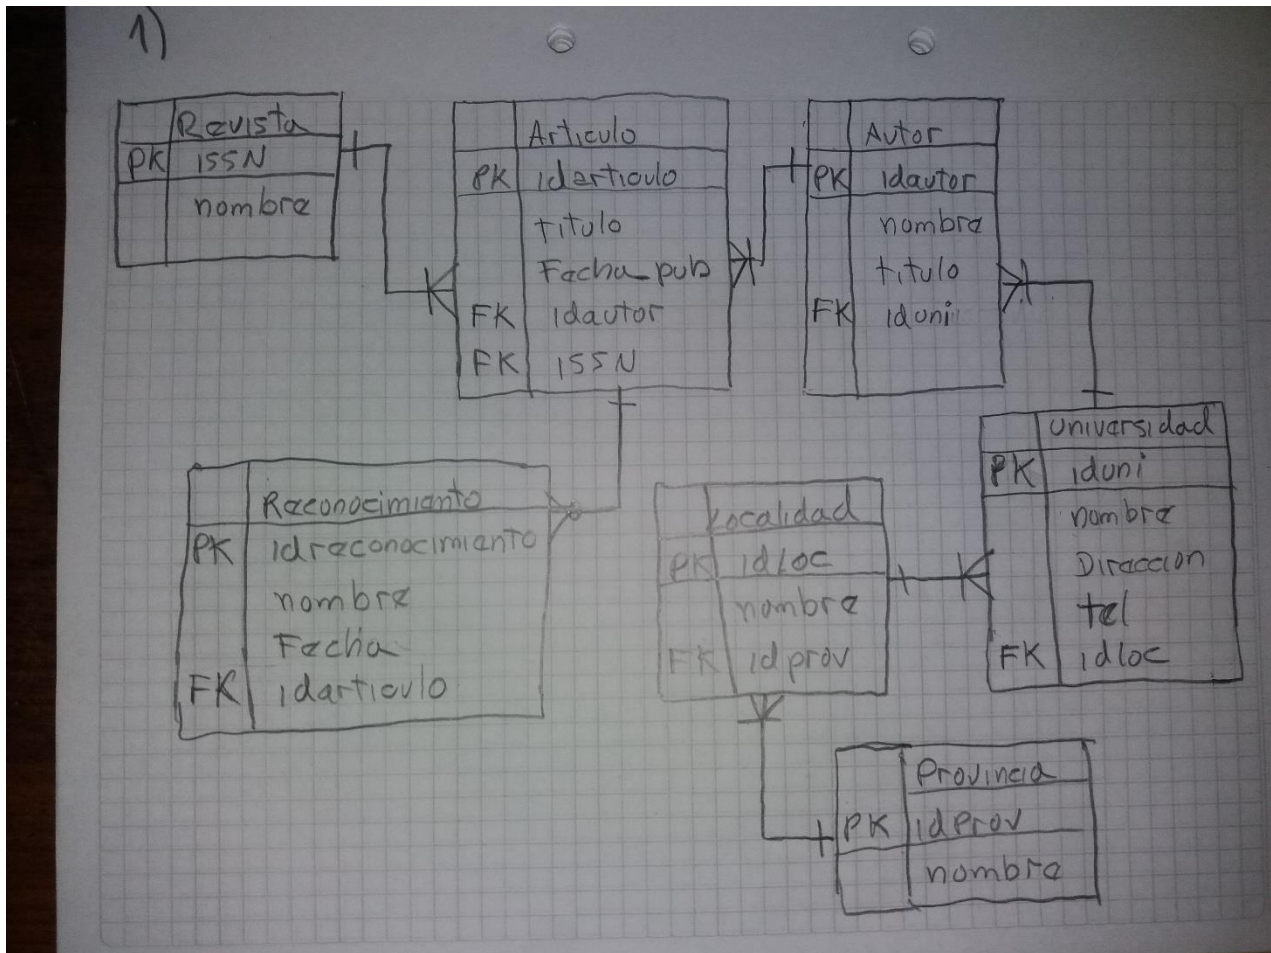 1)
Revista
PK ISSN
nombre
Articulo
PK idarticulo
titulo
Fecha_pub
FK idautor
FK ISSN
Autor
PK idautor
nombre
titulo
FK iduni
Universidad
PK iduni
nombre
Direccion
tel
FK idloc
Reconocimiento
PK idreconocimiento
nombre
Fecha
FK idarticulo
Localidad
PK idloc
nombre
FK idprov
Provincia
PK idprov
nombre